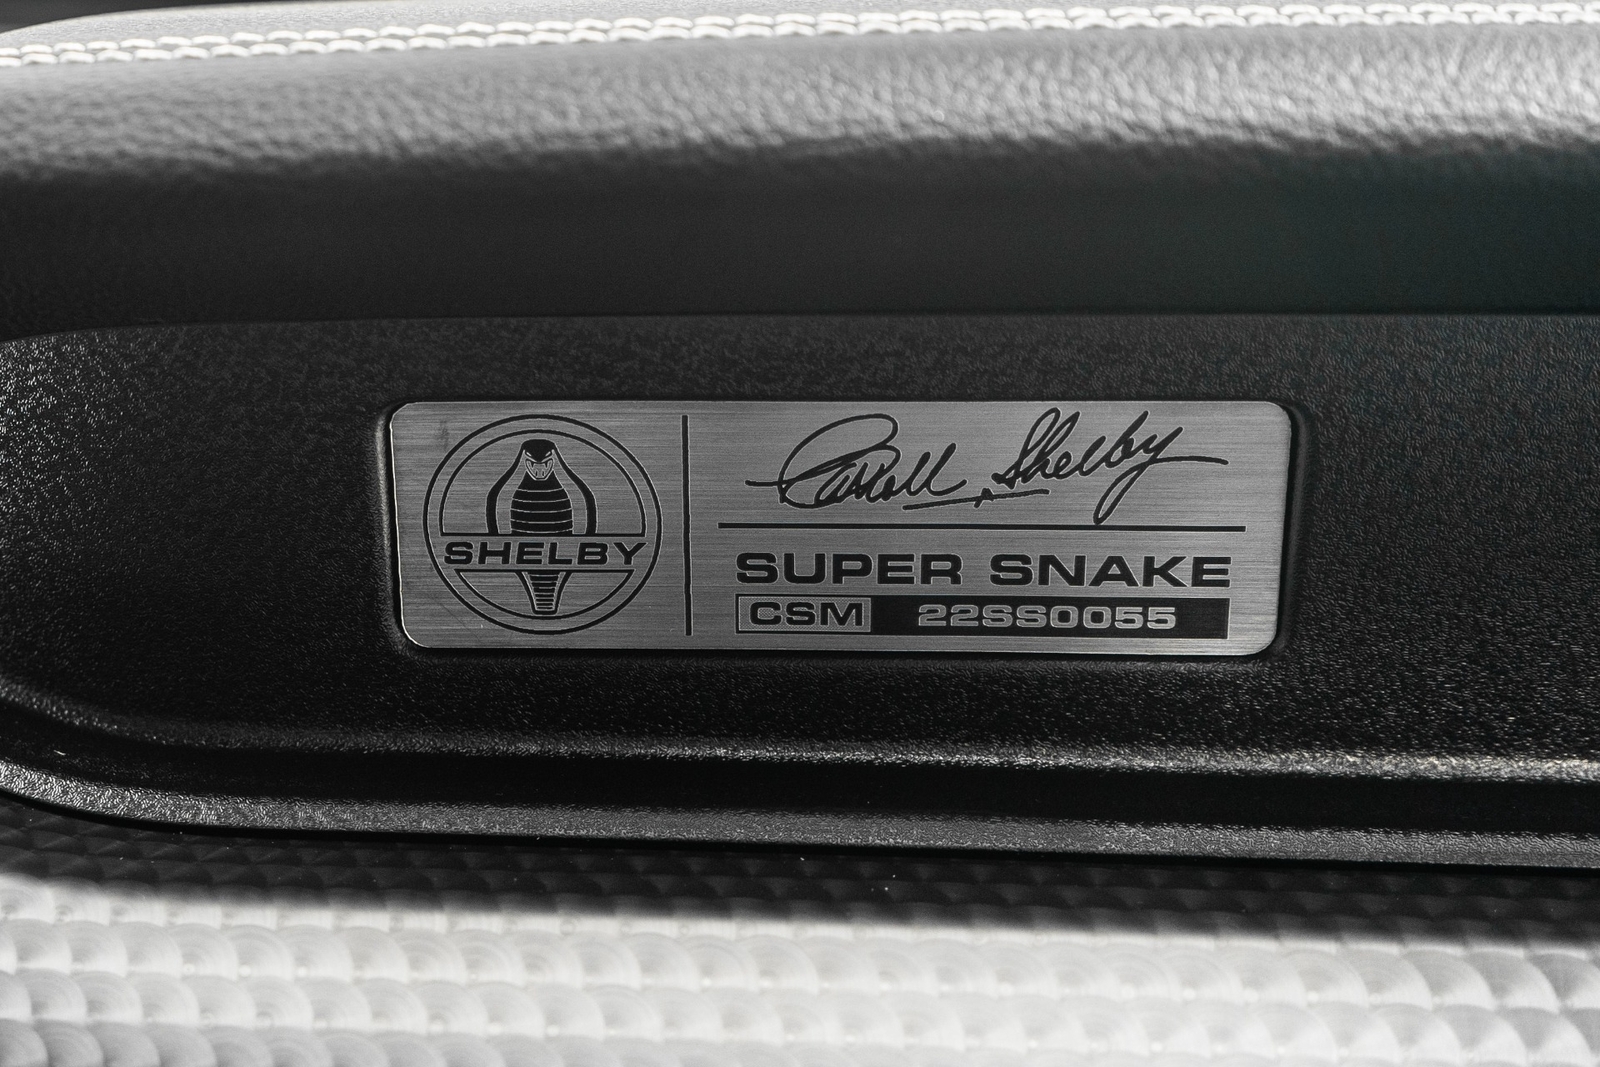 SHELBY
Carroll Shelby
SUPER SNAKE
CSM 22SS0055